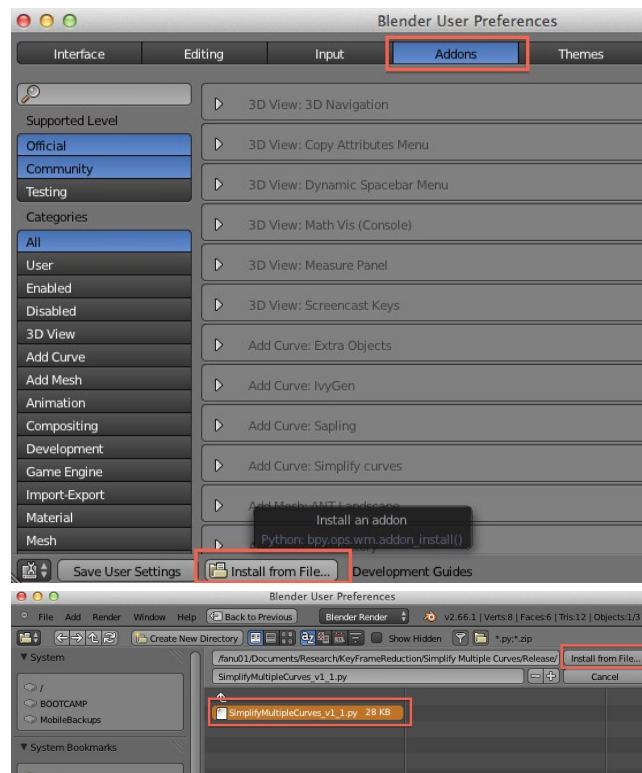 Blender User Preferences
Interface Editing Input Addons Themes
Supported Level
Official
Community
Testing
Categories
All
User
Enabled
Disabled
3D View
Add Curve
Add Mesh
Animation
Compositing
Development
Game Engine
Import-Export
Material
Mesh
3D View: 3D Navigation
3D View: Copy Attributes Menu
3D View: Dynamic Spacebar Menu
3D View: Math Vis (Console)
3D View: Measure Panel
3D View: Screencast Keys
Add Curve: Extra Objects
Add Curve: IvyGen
Add Curve: Sapling
Add Curve: Simplify curves
Add Mesh: ANT Landscape
Install an addon
Python: bpy.ops.wm.addon_install()
Save User Settings Install from File... Development Guides
Blender User Preferences
File Add Render Window Help Back to Previous Blender Render v2.66.1 | Verts:8 | Faces:6 | Tris:12 | Objects:1/3
Create New Directory Show Hidden *.py;*.zip
System
/
BOOTCAMP
MobileBackups
System Bookmarks
/fanu01/Documents/Research/KeyFrameReduction/Simplify Multiple Curves/Release/ Install from File...
SimplifyMultipleCurves_v1_1.py Cancel
SimplifyMultipleCurves_v1_1.py 28 KB